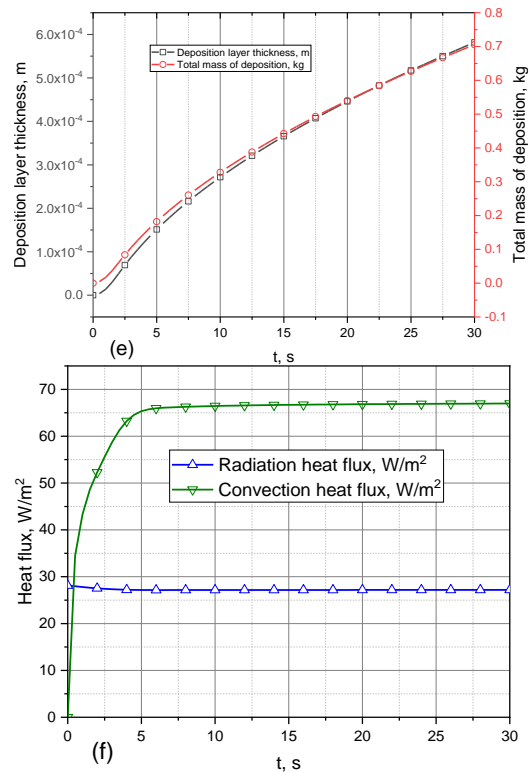 Deposition layer thickness, m
6.0x10⁻⁴
5.0x10⁻⁴
4.0x10⁻⁴
3.0x10⁻⁴
2.0x10⁻⁴
1.0x10⁻⁴
0.0
Deposition layer thickness, m
Total mass of deposition, kg
0.8
0.7
0.6
0.5
0.4
0.3
0.2
0.1
0.0
-0.1
Total mass of deposition, kg
0 5 10 15 20 25 30
(e)
t, s
Heat flux, W/m²
70
60
50
40
30
20
10
0
Radiation heat flux, W/m²
Convection heat flux, W/m²
0 5 10 15 20 25 30
(f)
t, s